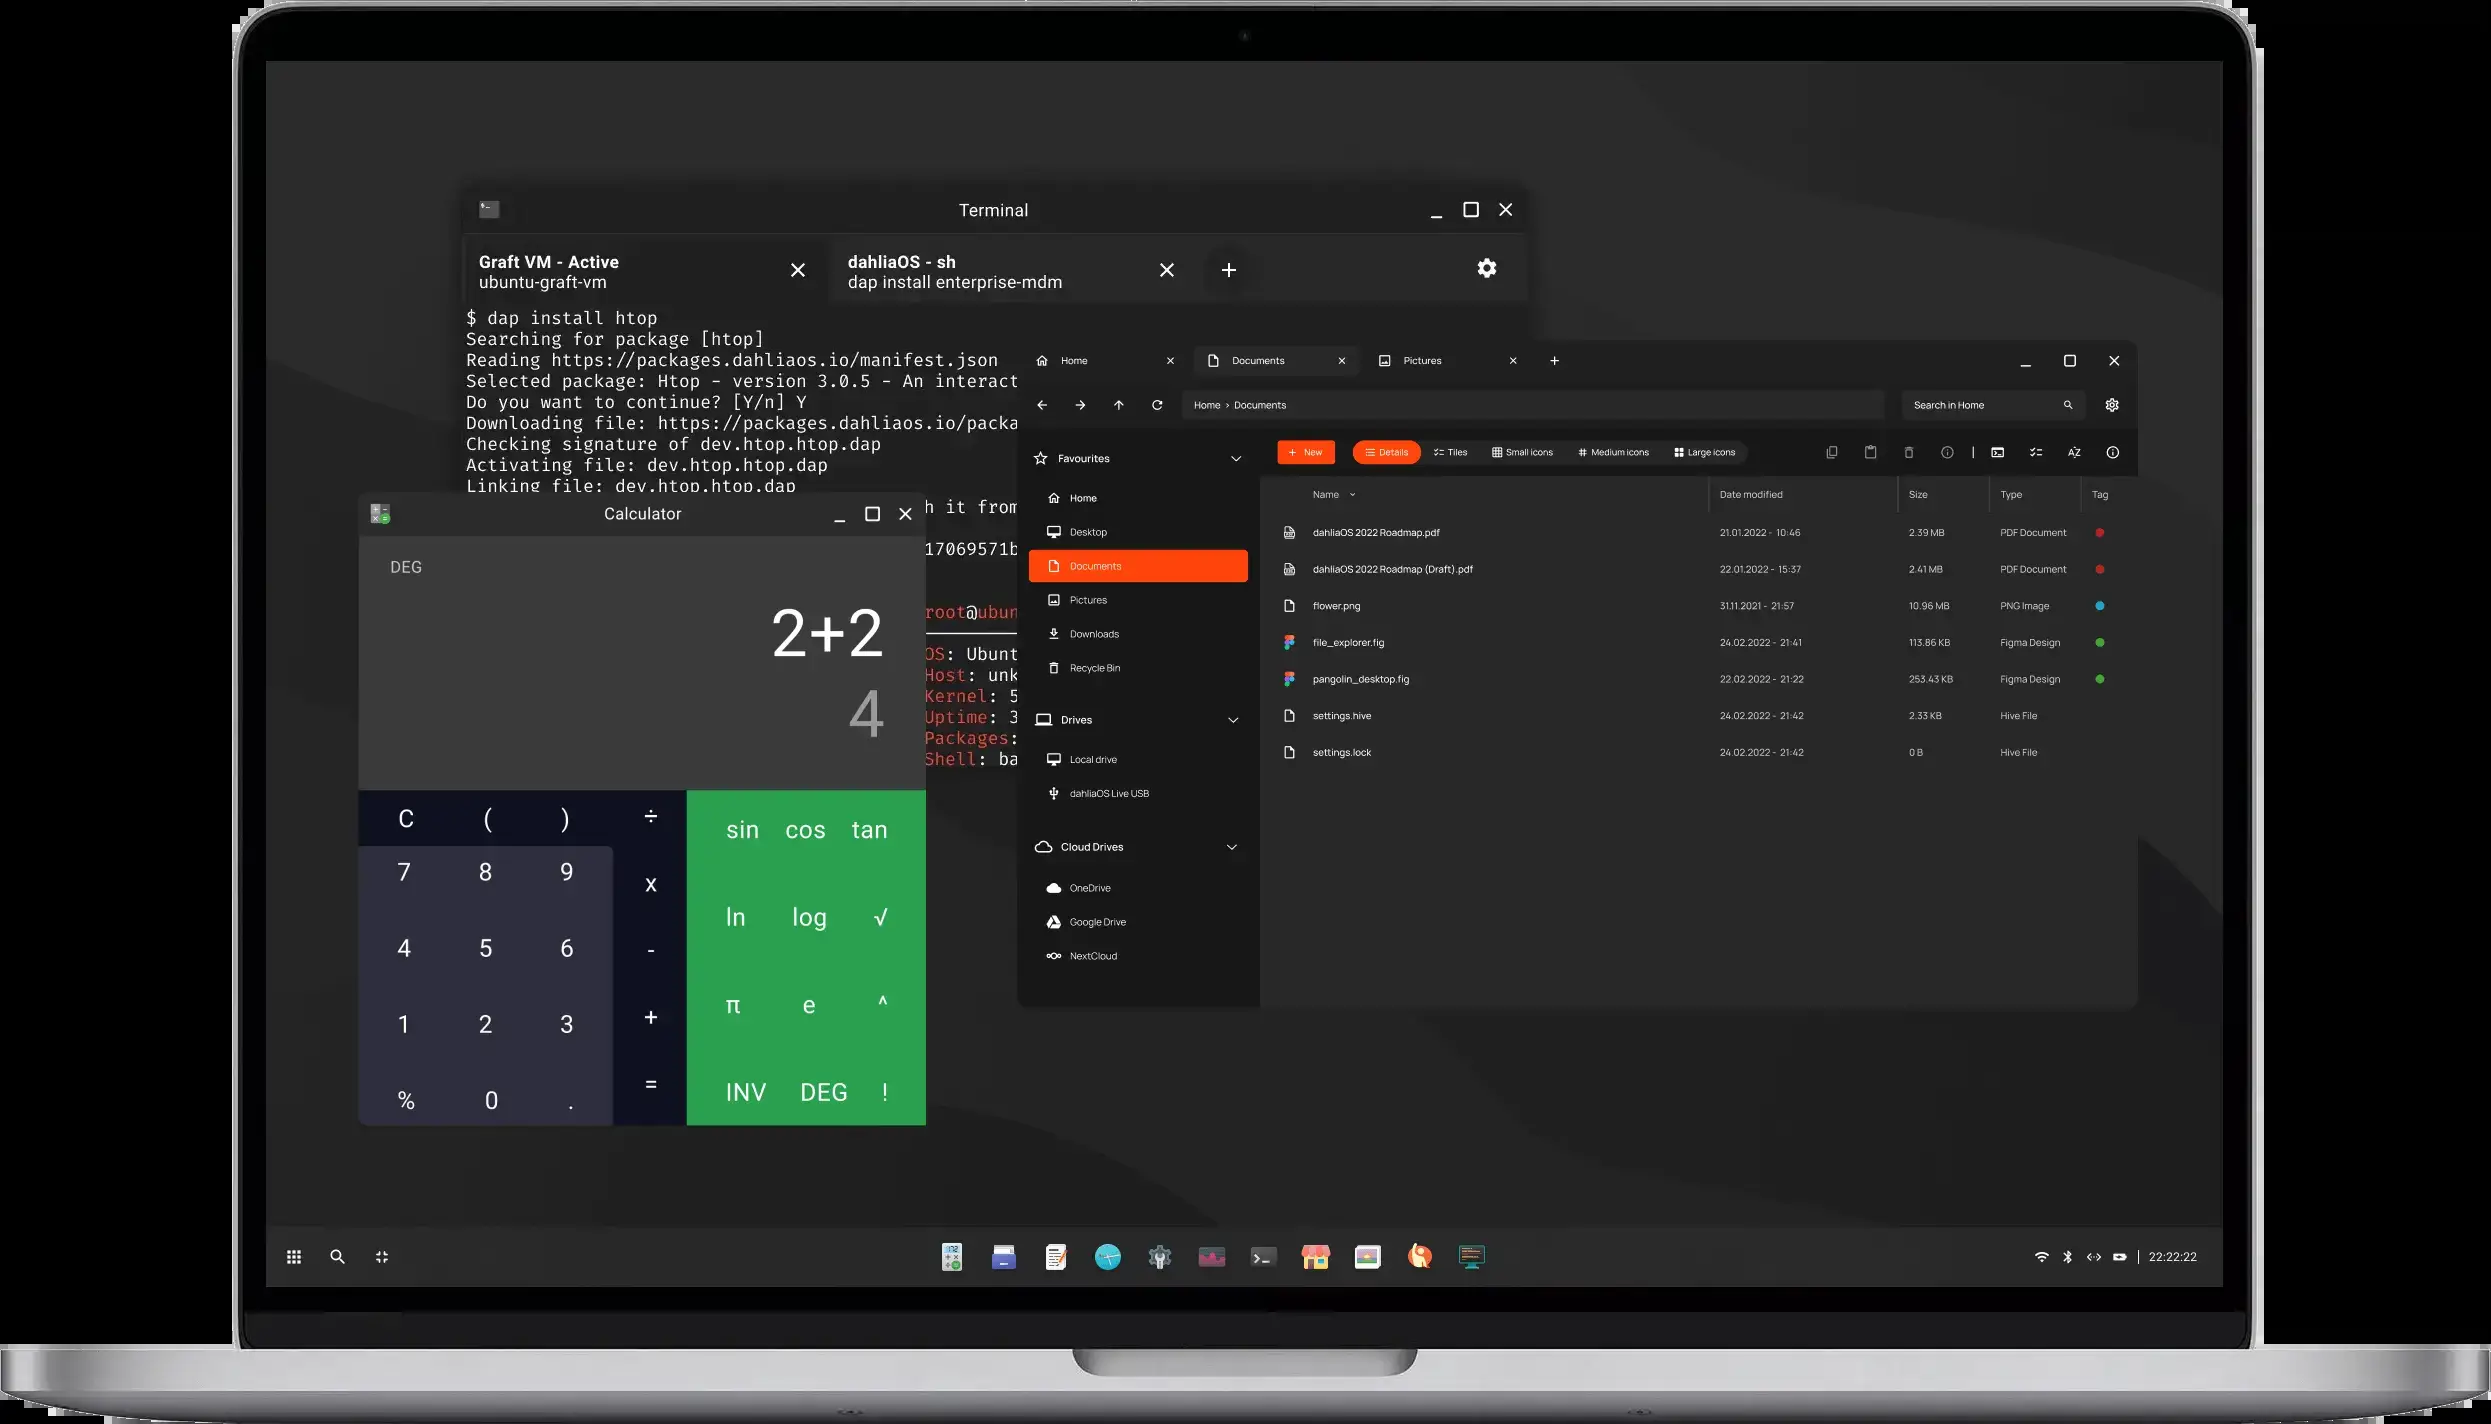 Terminal
Graft VM - Active
ubuntu-graft-vm
dahliaOS - sh
dap install enterprise-mdm
$ dap install htop
Searching for package [htop]
Reading https://packages.dahliaos.io/manifest.json
Selected package: Htop - version 3.0.5 - An interact
Do you want to continue? [Y/n] Y
Downloading file: https://packages.dahliaos.io/packa
Checking signature of dev.htop.htop.dap
Activating file: dev.htop.htop.dap
Linking file: dev.htop.htop.dap
h it from
17069571b
root@ubun
OS: Ubunt
Host: unk
Kernel: 5
Uptime: 3
Packages:
Shell: ba
Calculator
DEG
2+2
4
C ( ) ÷
7 8 9 x
4 5 6 -
1 2 3 +
% 0 . =
sin cos tan
ln log √
π e ^
INV DEG !
Home Documents Pictures
Home › Documents
Search in Home
New Details Tiles Small icons Medium icons Large icons
Favourites
Home
Desktop
Documents
Pictures
Downloads
Recycle Bin
Drives
Local drive
dahliaOS Live USB
Cloud Drives
OneDrive
Google Drive
NextCloud
Name Date modified Size Type Tag
dahliaOS 2022 Roadmap.pdf 21.01.2022 - 10:46 2.39 MB PDF Document
dahliaOS 2022 Roadmap (Draft).pdf 22.01.2022 - 15:37 2.41 MB PDF Document
flower.png 31.11.2021 - 21:57 10.96 MB PNG Image
file_explorer.fig 24.02.2022 - 21:41 113.86 KB Figma Design
pangolin_desktop.fig 22.02.2022 - 21:22 253.43 KB Figma Design
settings.hive 24.02.2022 - 21:42 2.33 KB Hive File
settings.lock 24.02.2022 - 21:42 0 B Hive File
22:22:22